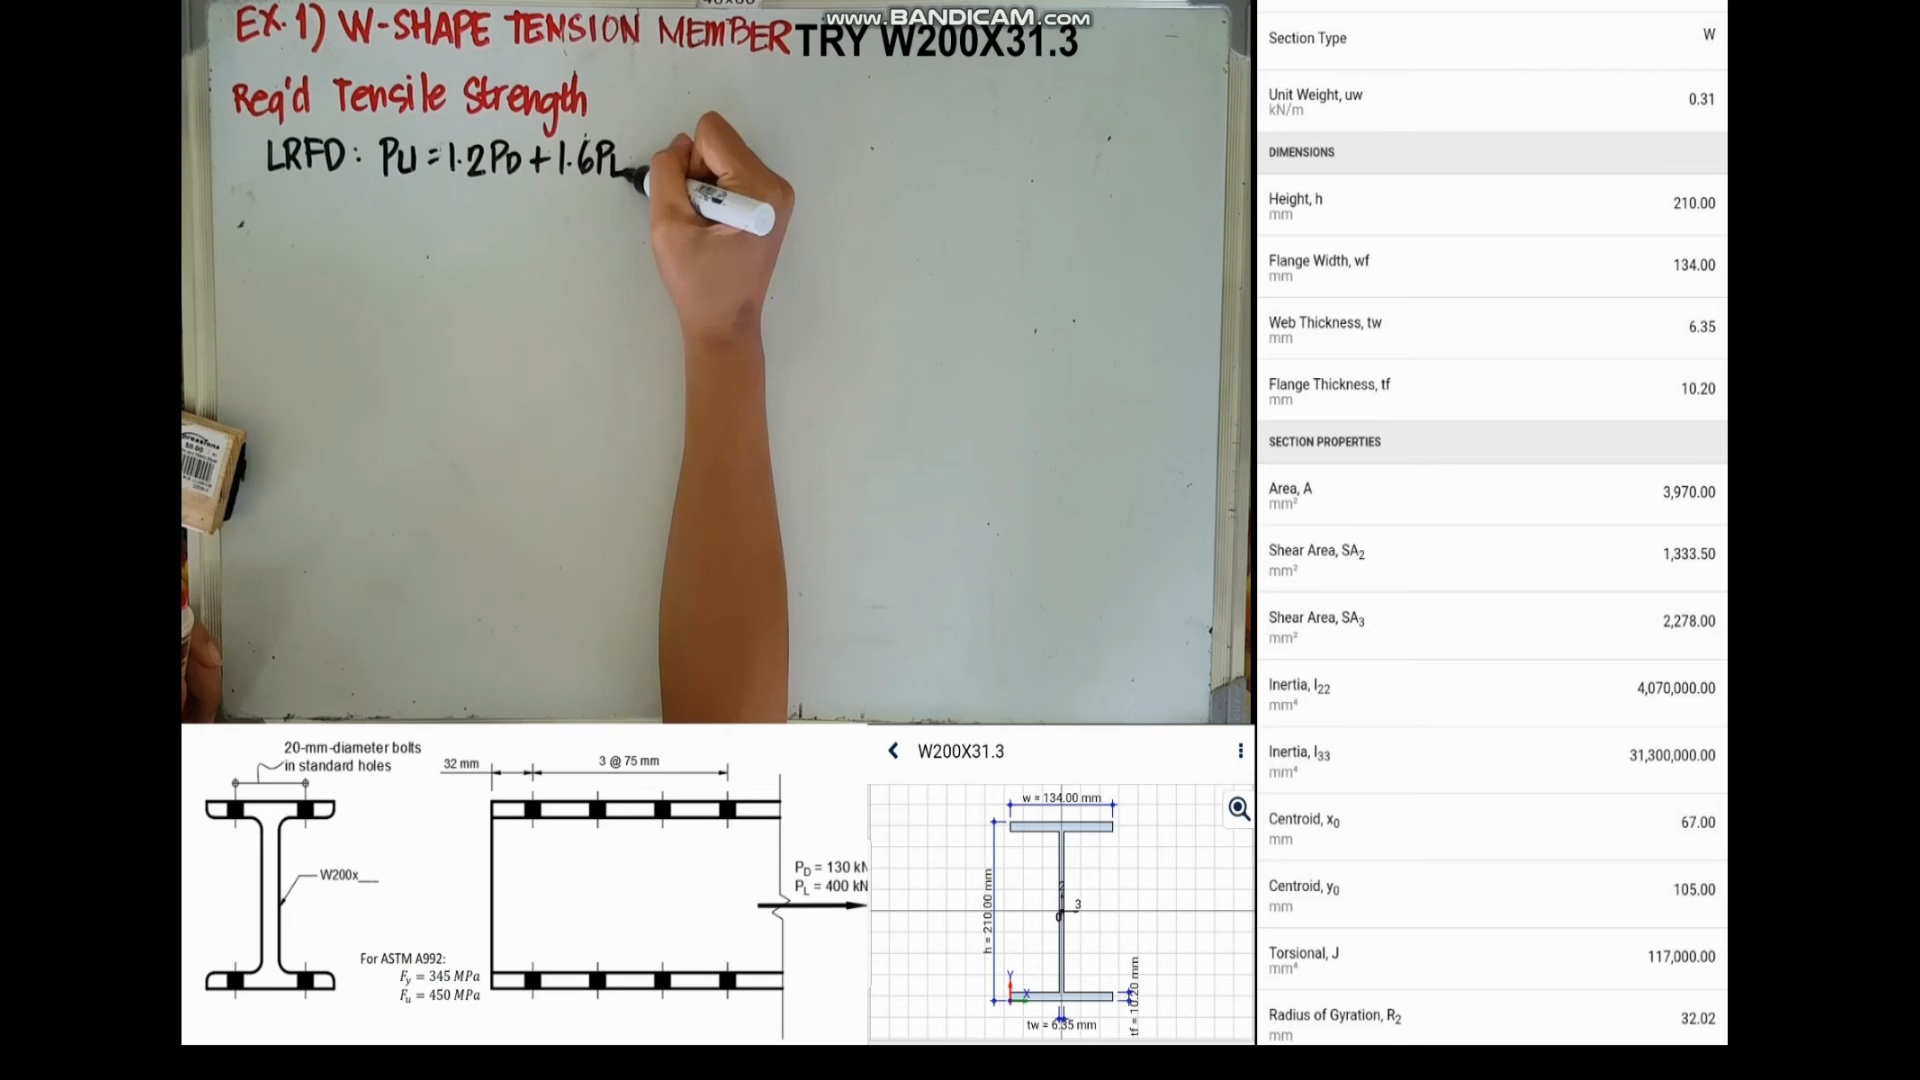 www.BANDICAM.com
EX. 1) W-SHAPE TENSION MEMBER
TRY W200X31.3
Req'd Tensile Strength
LRFD: PU = 1.2PD + 1.6PL
50.00
20-mm-diameter bolts
in standard holes
W200x___
For ASTM A992:
Fy = 345 MPa
Fu = 450 MPa
32 mm
3 @ 75 mm
PD = 130 kN
PL = 400 kN
W200X31.3
w = 134.00 mm
h = 210.00 mm
2
3
0
Y
X
tw = 6.35 mm
tf = 10.20 mm
Section Type W
Unit Weight, uw 0.31
kN/m
DIMENSIONS
Height, h 210.00
mm
Flange Width, wf 134.00
mm
Web Thickness, tw 6.35
mm
Flange Thickness, tf 10.20
mm
SECTION PROPERTIES
Area, A 3,970.00
mm²
Shear Area, SA2 1,333.50
mm²
Shear Area, SA3 2,278.00
mm²
Inertia, I22 4,070,000.00
mm⁴
Inertia, I33 31,300,000.00
mm⁴
Centroid, x0 67.00
mm
Centroid, y0 105.00
mm
Torsional, J 117,000.00
mm⁴
Radius of Gyration, R2 32.02
mm